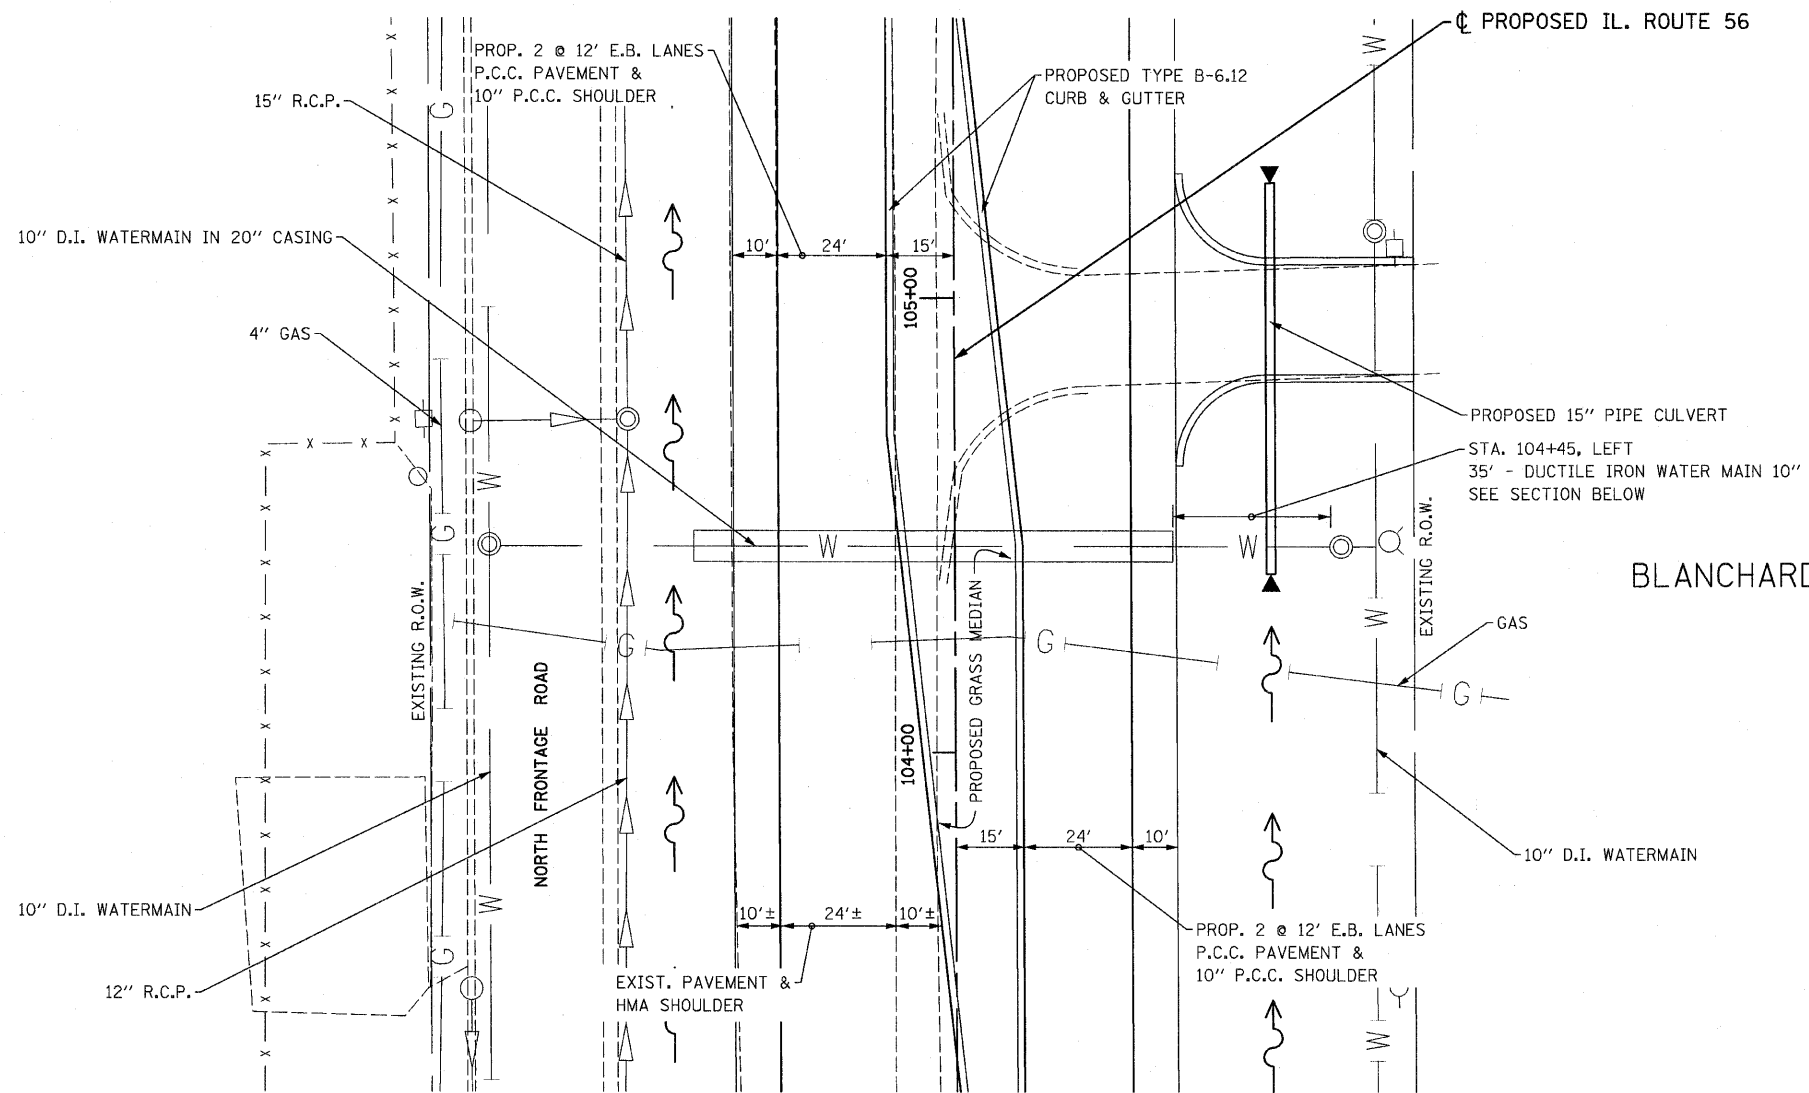 ₵ PROPOSED IL. ROUTE 56
PROP. 2 @ 12' E.B. LANES
P.C.C. PAVEMENT &
10" P.C.C. SHOULDER
PROPOSED TYPE B-6.12
CURB & GUTTER
15" R.C.P.
10" D.I. WATERMAIN IN 20" CASING
4" GAS
10'
24'
15'
105+00
PROPOSED 15" PIPE CULVERT
STA. 104+45, LEFT
35' - DUCTILE IRON WATER MAIN 10"
SEE SECTION BELOW
EXISTING R.O.W.
BLANCHARD
EXISTING R.O.W.
NORTH FRONTAGE ROAD
PROPOSED GRASS MEDIAN
GAS
104+00
15'
24'
10'
10" D.I. WATERMAIN
10" D.I. WATERMAIN
10'±
24'±
10'±
PROP. 2 @ 12' E.B. LANES
P.C.C. PAVEMENT &
10" P.C.C. SHOULDER
EXIST. PAVEMENT &
HMA SHOULDER
12" R.C.P.
G
G
G
G
G
G
W
W
W
W
W
W
W